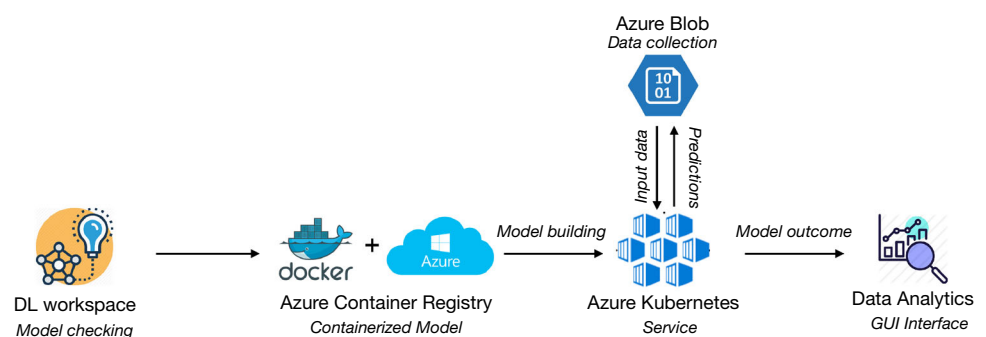 Azure Blob
Data collection
10
01
Input data
Predictions
docker
+
Azure
Model building
Model outcome
DL workspace
Model checking
Azure Container Registry
Containerized Model
Azure Kubernetes
Service
Data Analytics
GUI Interface